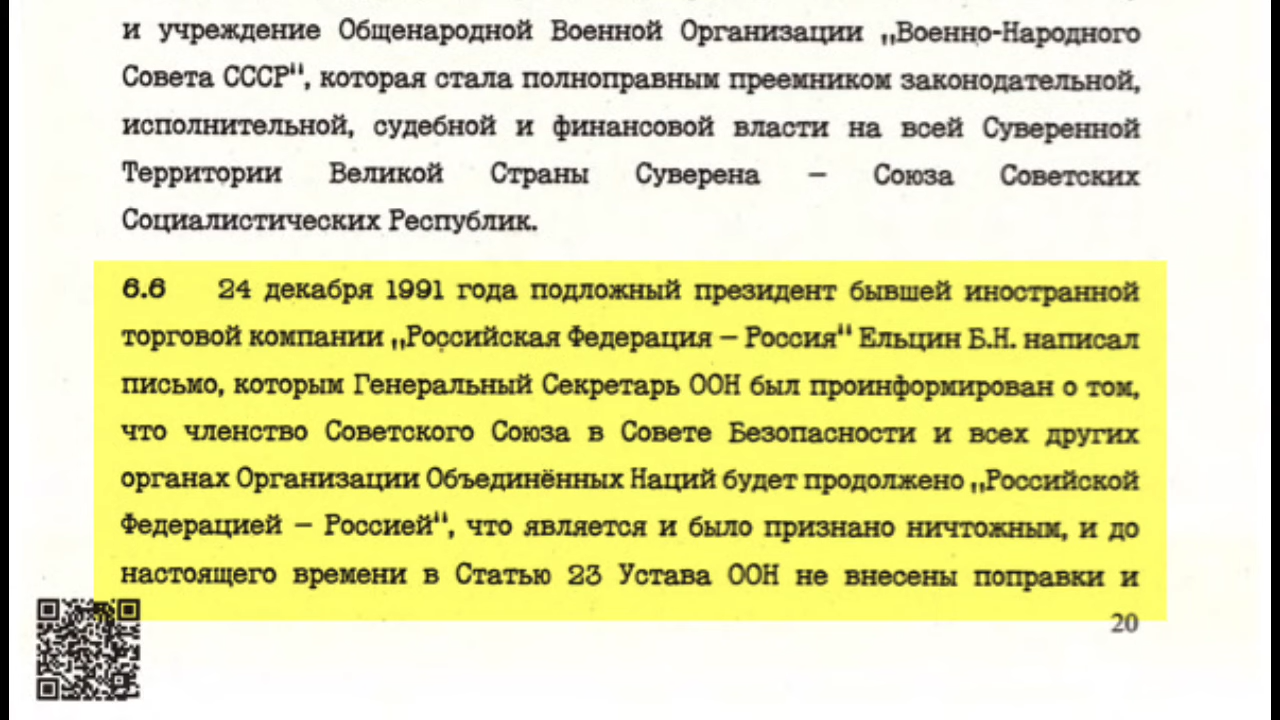 и учреждение Общенародной Военной Организации „Военно-Народного
Совета СССР“, которая стала полноправным преемником законодательной,
исполнительной, судебной и финансовой власти на всей Суверенной
Территории Великой Страны Суверена – Союза Советских
Социалистических Республик.
6.6 24 декабря 1991 года подложный президент бывшей иностранной
торговой компании „Российская Федерация – Россия“ Ельцин Б.Н. написал
письмо, которым Генеральный Секретарь ООН был проинформирован о том,
что членство Советского Союза в Совете Безопасности и всех других
органах Организации Объединённых Наций будет продолжено „Российской
Федерацией – Россией“, что является и было признано ничтожным, и до
настоящего времени в Статью 23 Устава ООН не внесены поправки и
20